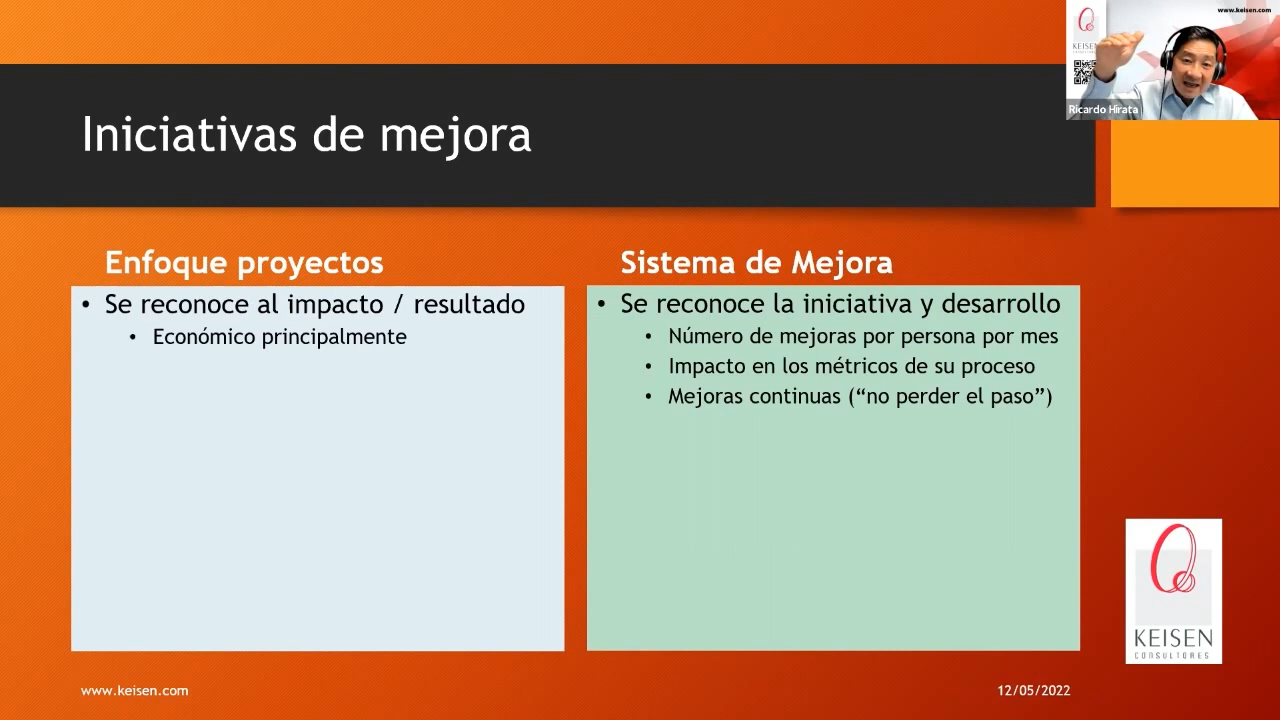 www.keisen.com
KEISEN
Ricardo Hirata
Iniciativas de mejora
Enfoque proyectos
• Se reconoce al impacto / resultado
• Económico principalmente
Sistema de Mejora
• Se reconoce la iniciativa y desarrollo
• Número de mejoras por persona por mes
• Impacto en los métricos de su proceso
• Mejoras continuas (“no perder el paso”)
KEISEN
CONSULTORES
www.keisen.com
12/05/2022